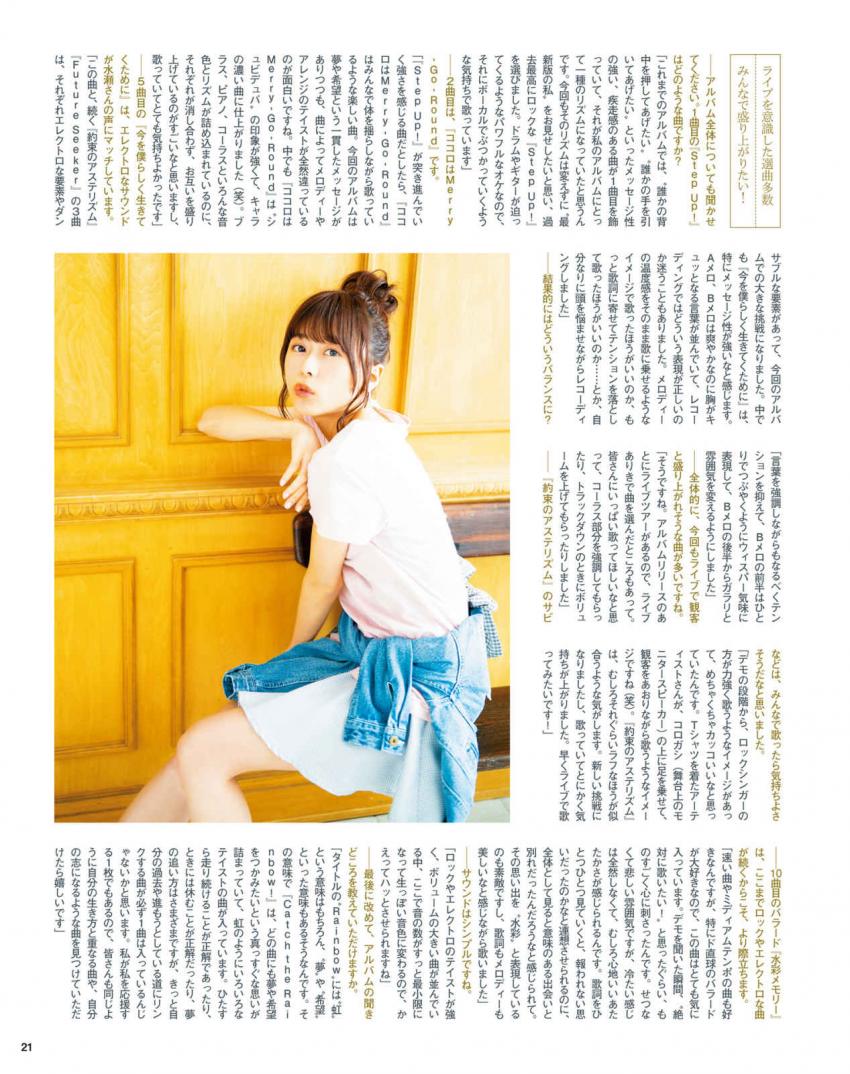 ライブを意識した選曲多数
みんなで盛り上がりたい！
――アルバム全体についても聞かせ
てください。1曲目の『Step Up！』
はどのような曲ですか？
「これまでのアルバムでは、“誰かの背
中を押してあげたい”、“誰かの手を引
いてあげたい”といったメッセージ性
の強い、疾走感のある曲が1曲目を飾
っていて、それが私のアルバムにとっ
て一種のリズムになっていたと思うん
です。今回もそのリズムは変えずに“最
新版の私”をお見せしたいと思い、過
去最高にロックな『Step Up！』
を選びました。ドラムやギターが迫っ
てくるようなパワフルなオケなので、
それにボーカルでぶつかっていくよう
な気持ちで歌っています」
――2曲目は、『ココロはMerry
-Go-Round』です。
「『Step UP！』が突き進んでい
く強さを感じる曲だとしたら、『ココ
ロはMerry-Go-Round』
はみんなで体を揺らしながら歌ってい
るような楽しい曲。今回のアルバムは
夢や希望という一貫したメッセージが
ありつつも、曲によってメロディーや
アレンジのテイストが全然違っている
のが面白いですね。中でも『ココロは
Merry-Go-Round』は“シ
ュビデュバ”の印象が強くて、キャラ
の濃い曲に仕上がりました（笑）。ブ
ラス、ピアノ、コーラスといろんな音
色とリズムが詰め込まれているのに、
それぞれが消し合わず、お互いを盛り
上げているのがすごいなと思いますし、
歌っていてとても気持ちよかったです」
――5曲目の『今を僕らしく生きて
くために』は、エレクトロなサウンド
が水瀬さんの声にマッチしています。
「この曲と、続く『約束のアステリズム』
『Future Seeker』の3曲
は、それぞれエレクトロな要素やダン
サブルな要素があって、今回のアルバ
ムでの大きな挑戦になりました。中で
も『今を僕らしく生きてくために』は、
特にメッセージ性が強いなと感じます。
Aメロ、Bメロは爽やかなのに胸がキ
ュッとなる言葉が並んでいて、レコー
ディングではどういう表現が正しいの
か迷うこともありました。メロディー
の温度感をそのまま歌に乗せるような
イメージで歌ったほうがいいのか、も
っと歌詞に寄せてテンションを落とし
て歌ったほうがいいのか……とか、自
分なりに頭を悩ませながらレコーディ
ングしました」
――結果的にはどういうバランスに？
「言葉を強調しながらもなるべくテン
ションを抑えて、Bメロの前半はひと
りでつぶやくようにウィスパー気味に
表現して、Bメロの後半からガラリと
雰囲気を変えるようにしました」
――全体的に、今回もライブで観客
と盛り上がれそうな曲が多いですね。
「そうですね。アルバムリリースのあ
とにライブツアーがあるので、ライブ
ありきで曲を選んだところもあって。
皆さんにいっぱい歌ってほしいなと思
って、コーラス部分を強調してもらっ
たり、トラックダウンのときにボリュ
ームを上げてもらったりしました」
――『約束のアステリズム』のサビ
などは、みんなで歌ったら気持ちよさ
そうだなと思いました。
「デモの段階から、ロックシンガーの
方が力強く歌うようなイメージがあっ
て、めちゃくちゃカッコいいなと思っ
ていたんです。Tシャツを着たアーテ
ィストさんが、コロガシ（舞台上のモ
ニタースピーカー）の上に足を乗せて、
観客をあおりながら歌うようなイメー
ジですね（笑）。『約束のアステリズム』
は、むしろそれぐらいラフなほうが似
合うような気がします。新しい挑戦に
なりましたし、歌っていてとにかく気
持ちが上がりました。早くライブで歌
ってみたいです！」
――10曲目のバラード『水彩メモリー』
は、ここまでロックやエレクトロな曲
が続くからこそ、より際立ちます。
「速い曲やミディアムテンポの曲も好
きなんですが、特にド直球のバラード
が大好きなので、この曲はとても気に
入っています。デモを聞いた瞬間、“絶
対に歌いたい！”と思ったぐらい、も
のすごく心に刺さったんです。せつな
くて悲しい雰囲気ですが、冷たい感じ
は全然しなくて、むしろ心地いいあた
たかさが感じられるんです。歌詞をひ
とつひとつ見ていくと、報われない思
いだったのかなと連想させられるのに、
全体として見ると意味のある出会いと
別れだったんだろうなと感じられて。
その思い出を、“水彩”と表現している
のも素敵ですし、歌詞もメロディーも
美しいなと感じながら歌いました」
――サウンドはシンプルですね。
「ロックやエレクトロのテイストが強
く、ボリュームの大きい曲が並んでい
る中、ここで音の数がすっと最小限に
なって生っぽい音色に変わるので、か
えってハッとさせられますね」
――最後に改めて、アルバムの聞き
どころを教えていただけますか。
「タイトルの“Rainbow”には“虹”
という意味はもちろん、“夢”や“希望”
といった意味もあるそうなんです。そ
の意味で『Catch the Rai
nbow！』は、どの曲にも夢や希望
をつかみたいという真っすぐな思いが
詰まっていて、虹のようにいろいろな
テイストの曲が入っています。ひたす
ら走り続けることが正解であったり、
ときには休むことが正解だったり、夢
の追い方はさまざまですが、きっと自
分の過去や進もうとしている道にリン
クする曲が必ず1曲は入っているんじ
ゃないかと思います。私が私を応援す
る1枚でもあるので、皆さんも同じよ
うに自分の生き方と重なる曲や、自分
の志になるような曲を見つけていただ
けたら嬉しいです」
21